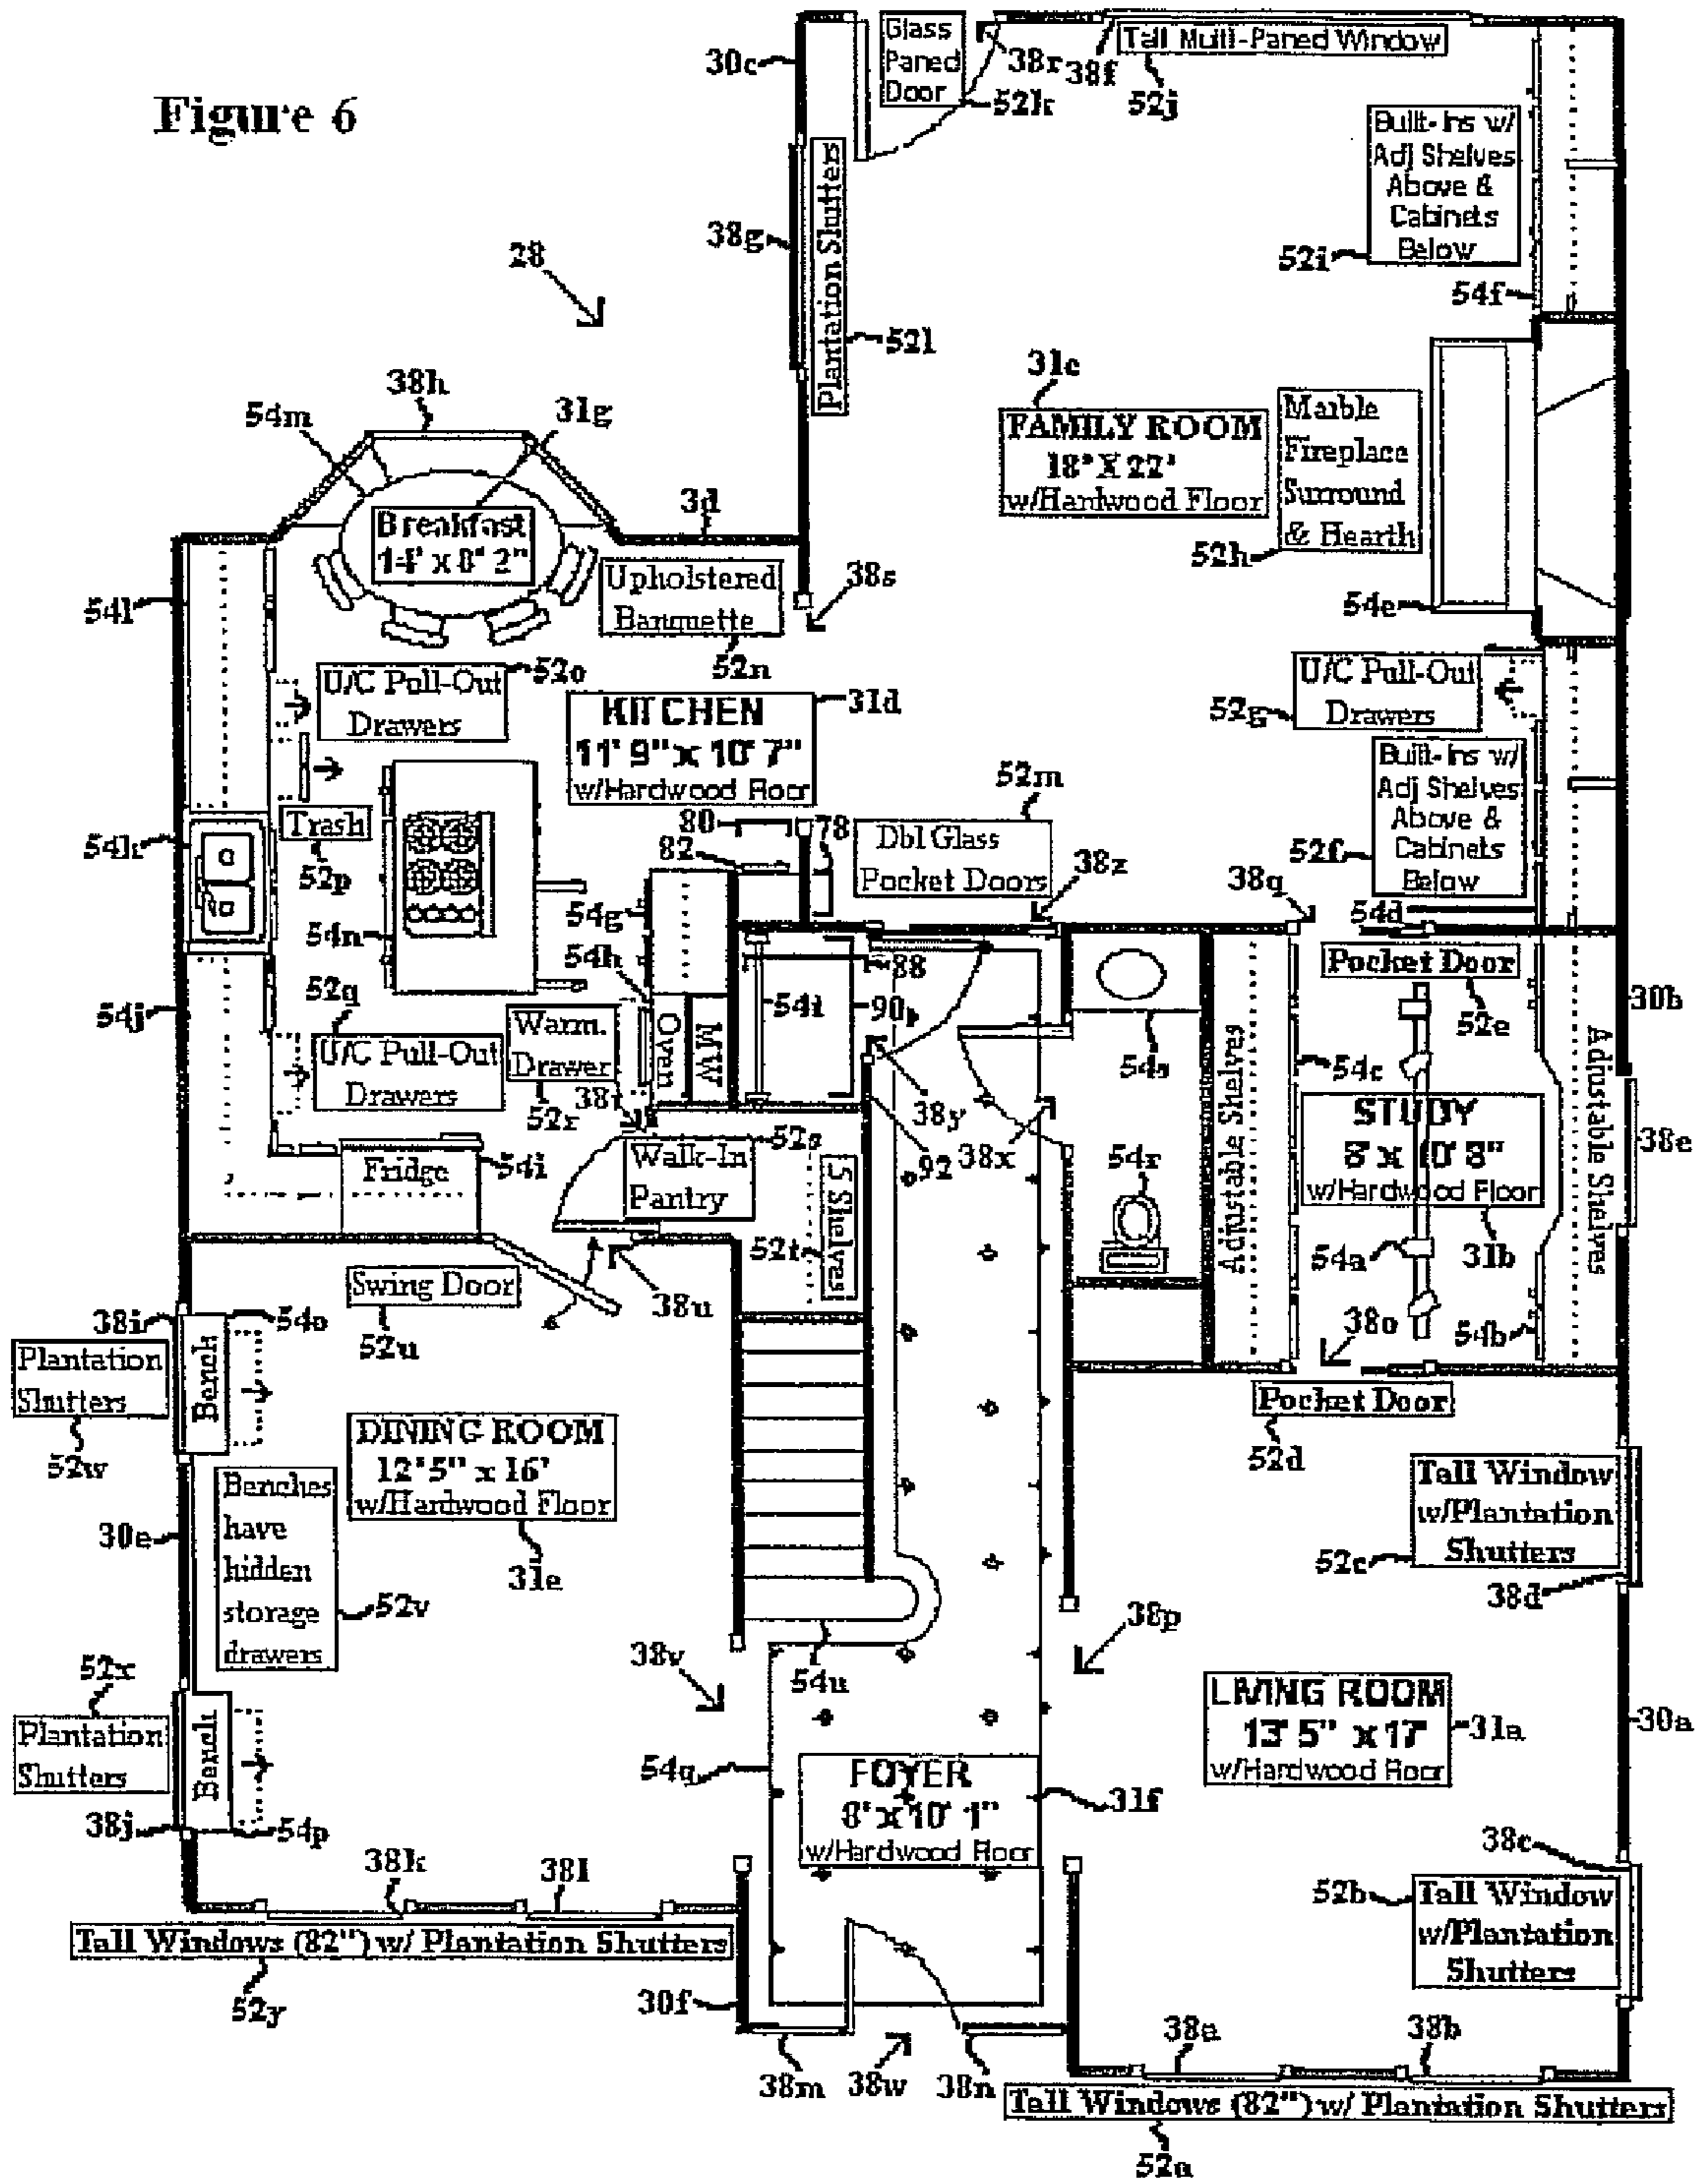 Figure 6
30c
Glass
Paned
Door
52k
38r
38f
Tall Multi-Paned Window
52j
Built-Ins w/
Adj Shelves
Above &
Cabinets
Below
52i
54f
38g
Plantation Shutters
52l
28
31c
FAMILY ROOM
18' X 22'
w/Hardwood Floor
Marble
Fireplace
Surround
& Hearth
52h
54e
38h
54m
31g
Breakfast
14' x 8' 2"
3d
Upholstered
Banquette
52n
38s
54l
U/C Pull-Out
Drawers
52o
KITCHEN
11' 9" x 10' 7"
w/Hardwood Floor
31d
U/C Pull-Out
Drawers
52g
Built-Ins w/
Adj Shelves
Above &
Cabinets
Below
52f
52m
Dbl Glass
Pocket Doors
38z
38q
54d
Trash
52p
54k
80
78
82
54g
54n
54h
Pocket Door
52e
30b
88
90
54t
54j
52q
U/C Pull-Out
Drawers
Warm.
Drawer
52r
38t
Oven
MW
54s
Adjustable Shelves
54c
Adjustable Shelves
38e
STUDY
8' x 10' 8"
w/Hardwood Floor
31b
54a
54b
38y
92
38x
54r
Fridge
54i
Walk-In
Pantry
52s
5 Shelves
52t
Swing Door
52u
38u
38o
Pocket Door
52d
38i
54o
Bench
Plantation
Shutters
52w
DINING ROOM
12' 5" x 16'
w/Hardwood Floor
31e
30e
Benches
have
hidden
storage
drawers
52v
Tall Window
w/Plantation
Shutters
52c
38d
38p
38v
54u
52x
Plantation
Shutters
Bench
38j
54p
LIVING ROOM
13' 5" x 17'
w/Hardwood Floor
31a
30a
54q
FOYER
8' x 10' 1"
w/Hardwood Floor
31f
38k
38l
Tall Windows (82") w/ Plantation Shutters
52y
38c
52b
Tall Window
w/Plantation
Shutters
30f
38m
38w
38n
38a
38b
Tall Windows (82") w/ Plantation Shutters
52a